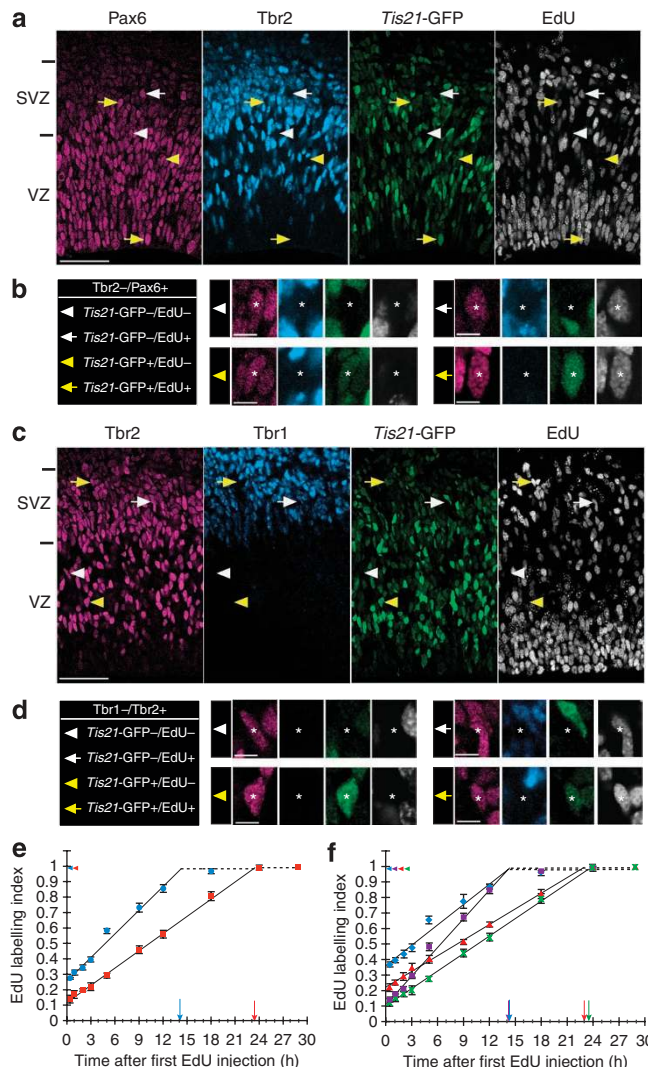 a
Pax6 Tbr2 Tis21-GFP EdU
SVZ
VZ
b
Tbr2–/Pax6+
Tis21-GFP–/EdU–
Tis21-GFP–/EdU+
Tis21-GFP+/EdU–
Tis21-GFP+/EdU+
* * * * * * * *
* * * * * * * *
c
Tbr2 Tbr1 Tis21-GFP EdU
SVZ
VZ
d
Tbr1–/Tbr2+
Tis21-GFP–/EdU–
Tis21-GFP–/EdU+
Tis21-GFP+/EdU–
Tis21-GFP+/EdU+
* * * * * * * *
* * * * * * * *
e
EdU labelling index
1
0.9
0.8
0.7
0.6
0.5
0.4
0.3
0.2
0.1
0 3 6 9 12 15 18 21 24 27 30
Time after first EdU injection (h)
f
EdU labelling index
1
0.9
0.8
0.7
0.6
0.5
0.4
0.3
0.2
0.1
0 3 6 9 12 15 18 21 24 27 30
Time after first EdU injection (h)